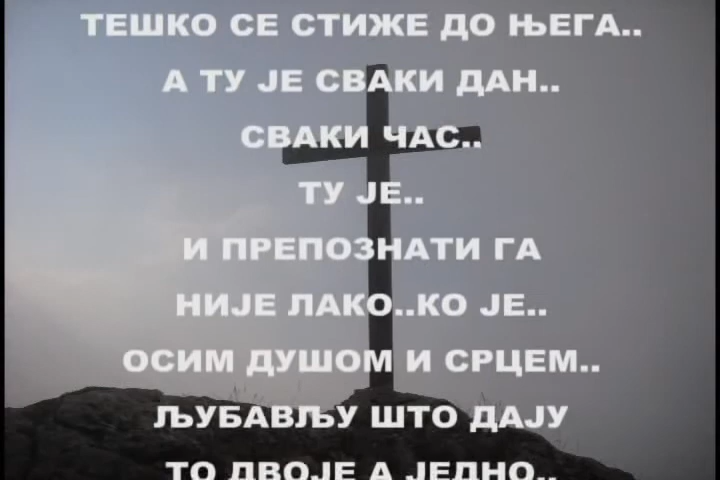 ТЕШКО СЕ СТИЖЕ ДО ЊЕГА..
А ТУ ЈЕ СВАКИ ДАН..
СВАКИ ЧАС..
ТУ ЈЕ..
И ПРЕПОЗНАТИ ГА
НИЈЕ ЛАКО..КО ЈЕ..
ОСИМ ДУШОМ И СРЦЕМ..
ЉУБАВЉУ ШТО ДАЈУ
ТО ДВОЈЕ А ЈЕДНО..